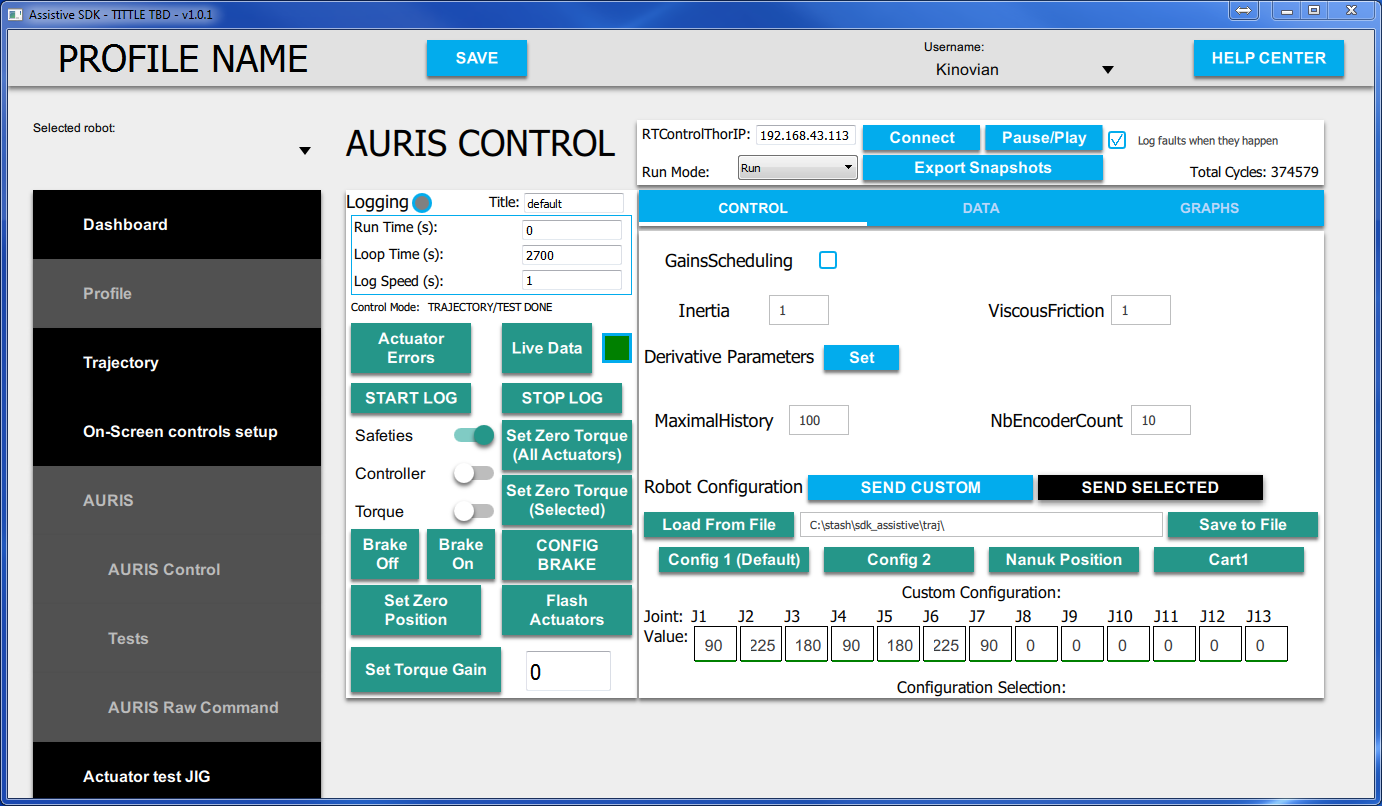 Assistive SDK - TITTLE TBD - v1.0.1
PROFILE NAME
SAVE
Username:
Kinovian
HELP CENTER
Selected robot:
AURIS CONTROL
RTControlThorIP:
192.168.43.113
Connect
Pause/Play
Log faults when they happen
Run Mode:
Run
Export Snapshots
Total Cycles: 374579
Dashboard
Profile
Trajectory
On-Screen controls setup
AURIS
AURIS Control
Tests
AURIS Raw Command
Actuator test JIG
Logging
Title:
default
Run Time (s):
0
Loop Time (s):
2700
Log Speed (s):
1
Control Mode: TRAJECTORY/TEST DONE
Actuator
Errors
Live Data
START LOG
STOP LOG
Safeties
Set Zero Torque
(All Actuators)
Controller
Torque
Set Zero Torque
(Selected)
Brake
Off
Brake
On
CONFIG
BRAKE
Set Zero
Position
Flash
Actuators
Set Torque Gain
0
CONTROL
DATA
GRAPHS
GainsScheduling
Inertia
1
ViscousFriction
1
Derivative Parameters
Set
MaximalHistory
100
NbEncoderCount
10
Robot Configuration
SEND CUSTOM
SEND SELECTED
Load From File
C:\stash\sdk_assistive\traj\
Save to File
Config 1 (Default)
Config 2
Nanuk Position
Cart1
Custom Configuration:
Joint: J1 J2 J3 J4 J5 J6 J7 J8 J9 J10 J11 J12 J13
Value: 90 225 180 90 180 225 90 0 0 0 0 0 0
Configuration Selection: